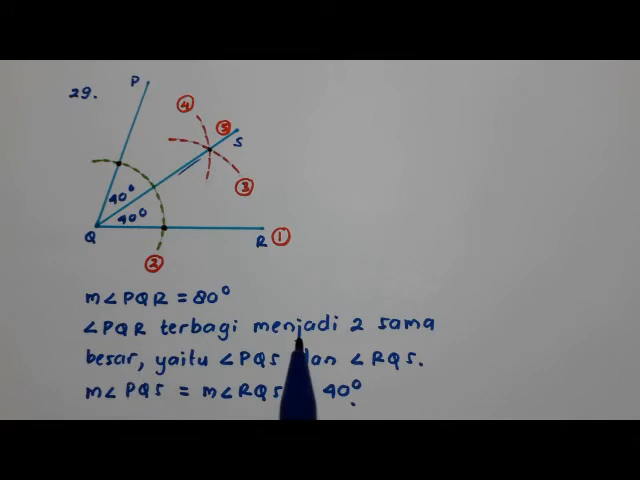 29.
P
④
⑤
S
③
40°
40°
Q
R ①
②
m∠PQR = 80°
∠PQR terbagi menjadi 2 sama
besar, yaitu ∠PQS dan ∠RQS.
m∠PQS = m∠RQS 40°.